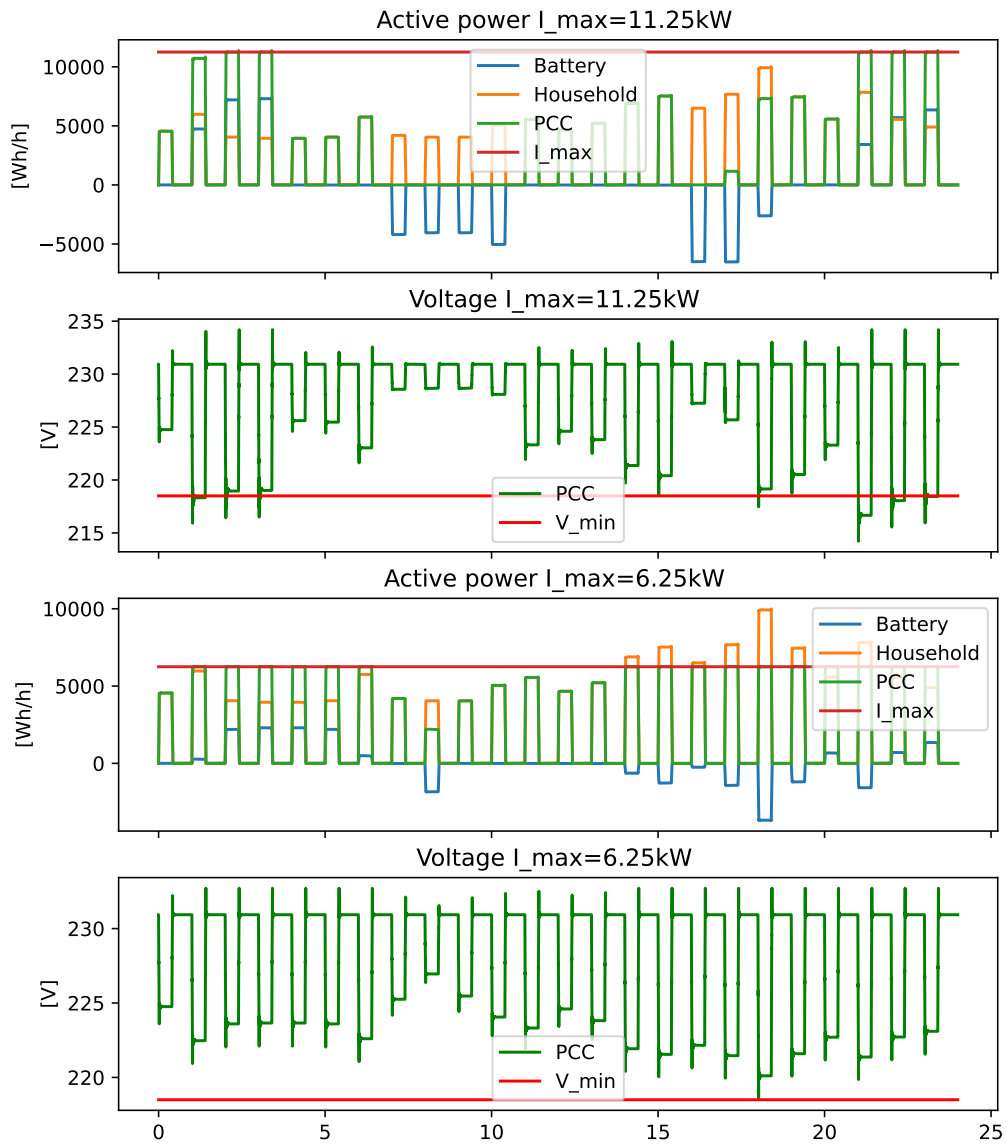 Active power I_max=11.25kW
10000
5000
0
−5000
[Wh/h]
Battery
Household
PCC
I_max
Voltage I_max=11.25kW
235
230
225
220
215
[V]
PCC
V_min
Active power I_max=6.25kW
10000
5000
0
[Wh/h]
Battery
Household
PCC
I_max
Voltage I_max=6.25kW
230
225
220
[V]
PCC
V_min
0 5 10 15 20 25